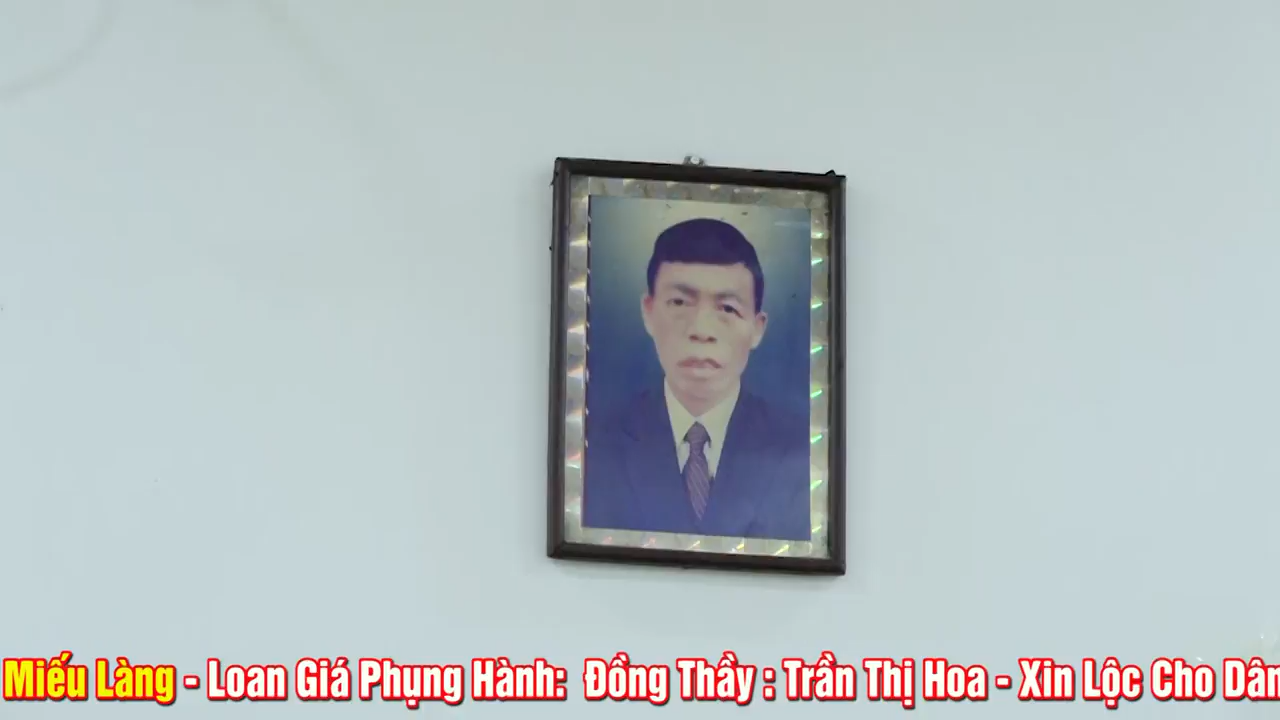 Miếu Làng - Loan Giá Phụng Hành: Đồng Thầy : Trần Thị Hoa - Xin Lộc Cho Dân